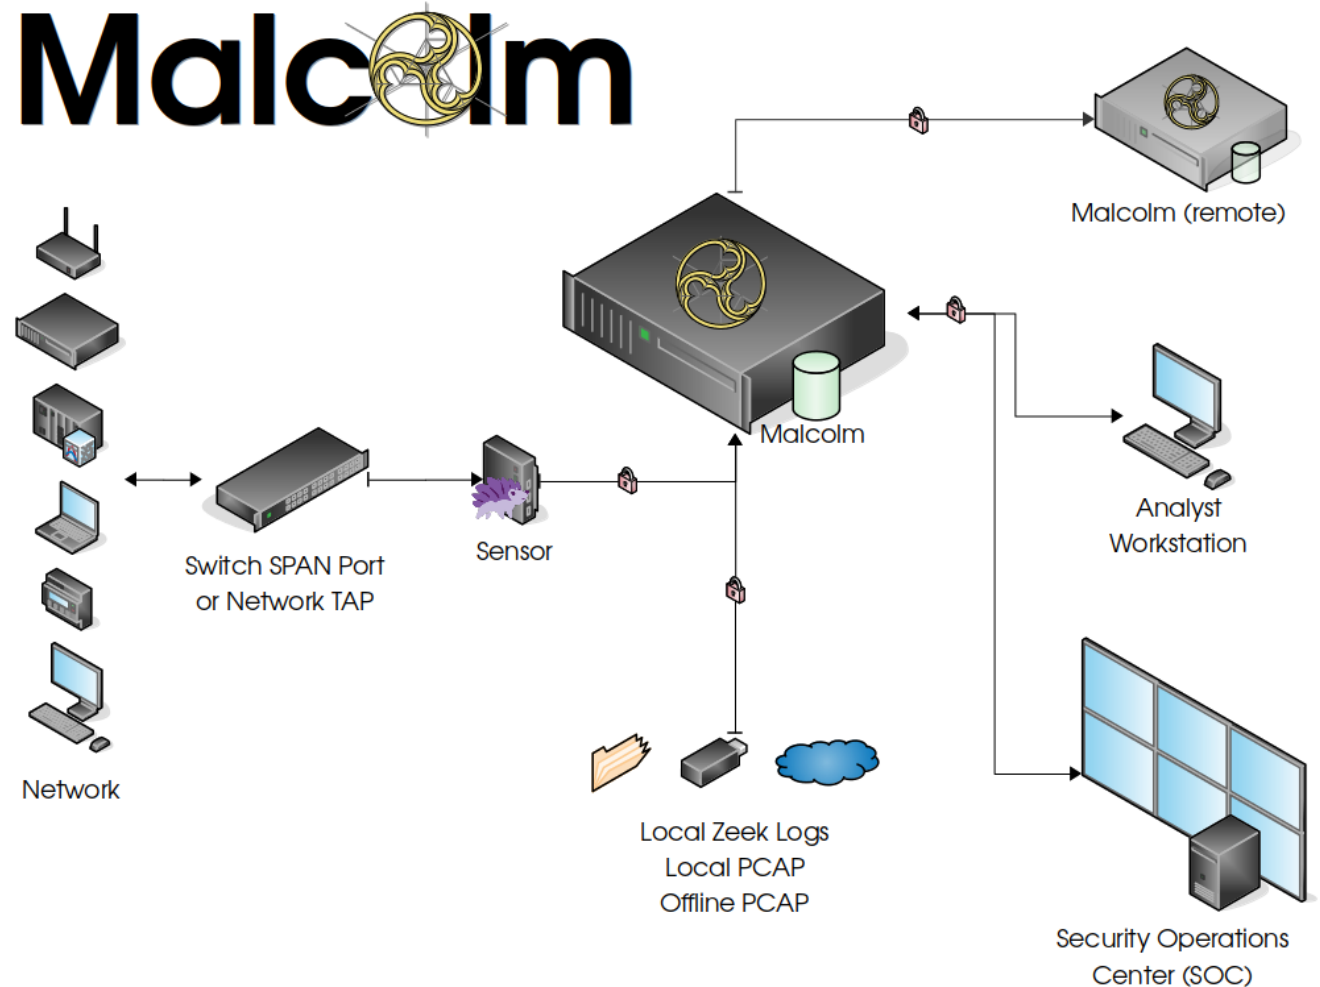 Malcolm
Malcolm (remote)
Malcolm
Analyst
Workstation
Switch SPAN Port
or Network TAP
Sensor
Network
Local Zeek Logs
Local PCAP
Offline PCAP
Security Operations
Center (SOC)